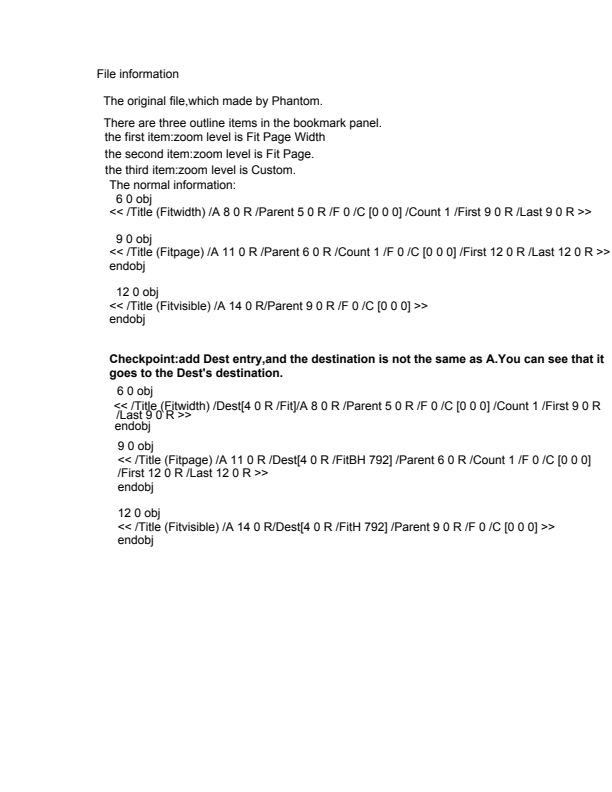 File information
The original file,which made by Phantom.
There are three outline items in the bookmark panel.
the first item:zoom level is Fit Page Width
the second item:zoom level is Fit Page.
the third item:zoom level is Custom.
The normal information:
6 0 obj
<< /Title (Fitwidth) /A 8 0 R /Parent 5 0 R /F 0 /C [0 0 0] /Count 1 /First 9 0 R /Last 9 0 R >>
9 0 obj
<< /Title (Fitpage) /A 11 0 R /Parent 6 0 R /Count 1 /F 0 /C [0 0 0] /First 12 0 R /Last 12 0 R >>
endobj
12 0 obj
<< /Title (Fitvisible) /A 14 0 R/Parent 9 0 R /F 0 /C [0 0 0] >>
endobj
Checkpoint:add Dest entry,and the destination is not the same as A.You can see that it
goes to the Dest's destination.
6 0 obj
<< /Title (Fitwidth) /Dest[4 0 R /Fit]/A 8 0 R /Parent 5 0 R /F 0 /C [0 0 0] /Count 1 /First 9 0 R
/Last 9 0 R >>
endobj
9 0 obj
<< /Title (Fitpage) /A 11 0 R /Dest[4 0 R /FitBH 792] /Parent 6 0 R /Count 1 /F 0 /C [0 0 0]
/First 12 0 R /Last 12 0 R >>
endobj
12 0 obj
<< /Title (Fitvisible) /A 14 0 R/Dest[4 0 R /FitH 792] /Parent 9 0 R /F 0 /C [0 0 0] >>
endobj